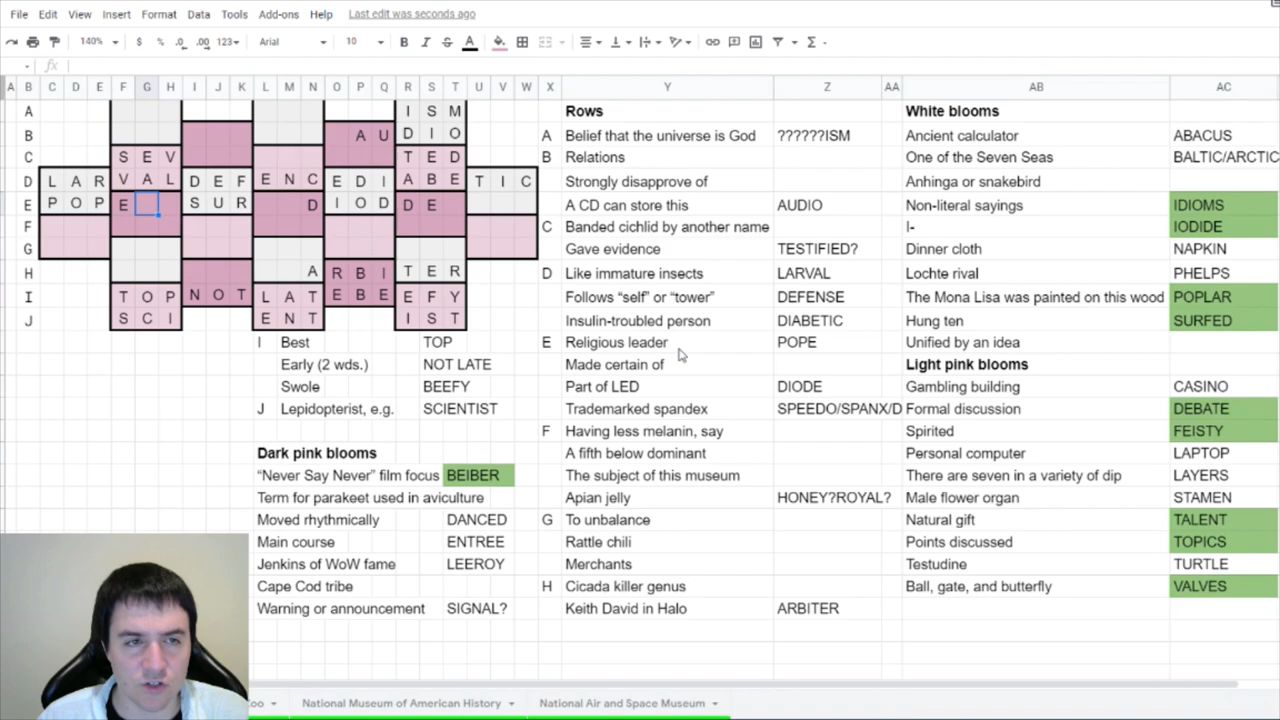 File Edit View Insert Format Data Tools Add-ons Help Last edit was seconds ago
140% $ % .0 .00 123 Arial 10 B I S A
fx
A B C D E F G H I J K L M N O P Q R S T U V W X Y Z AA AB AC
A I S M Rows White blooms
B A U D I O A Belief that the universe is God ??????ISM Ancient calculator ABACUS
B Relations One of the Seven Seas BALTIC/ARCTIC
C S E V T E D
D L A R V A L D E F E N C E D I A B E T I C Strongly disapprove of Anhinga or snakebird
E P O P E S U R D I O D D E A CD can store this AUDIO Non-literal sayings IDIOMS
F C Banded cichlid by another name I- IODIDE
G Gave evidence TESTIFIED? Dinner cloth NAPKIN
H A R B I T E R D Like immature insects LARVAL Lochte rival PHELPS
I T O P N O T L A T E B E E F Y Follows “self” or “tower” DEFENSE The Mona Lisa was painted on this wood POPLAR
J S C I E N T I S T Insulin-troubled person DIABETIC Hung ten SURFED
I Best TOP E Religious leader POPE Unified by an idea
Early (2 wds.) NOT LATE Made certain of Light pink blooms
Swole BEEFY Part of LED DIODE Gambling building CASINO
J Lepidopterist, e.g. SCIENTIST Trademarked spandex SPEEDO/SPANX/D Formal discussion DEBATE
F Having less melanin, say Spirited FEISTY
Dark pink blooms A fifth below dominant Personal computer LAPTOP
“Never Say Never” film focus BEIBER The subject of this museum There are seven in a variety of dip LAYERS
Term for parakeet used in aviculture Apian jelly HONEY?ROYAL? Male flower organ STAMEN
Moved rhythmically DANCED G To unbalance Natural gift TALENT
Main course ENTREE Rattle chili Points discussed TOPICS
Jenkins of WoW fame LEEROY Merchants Testudine TURTLE
Cape Cod tribe H Cicada killer genus Ball, gate, and butterfly VALVES
Warning or announcement SIGNAL? Keith David in Halo ARBITER
oo National Museum of American History National Air and Space Museum